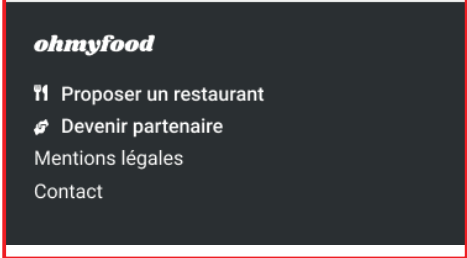 ohmyfood
Proposer un restaurant
Devenir partenaire
Mentions légales
Contact